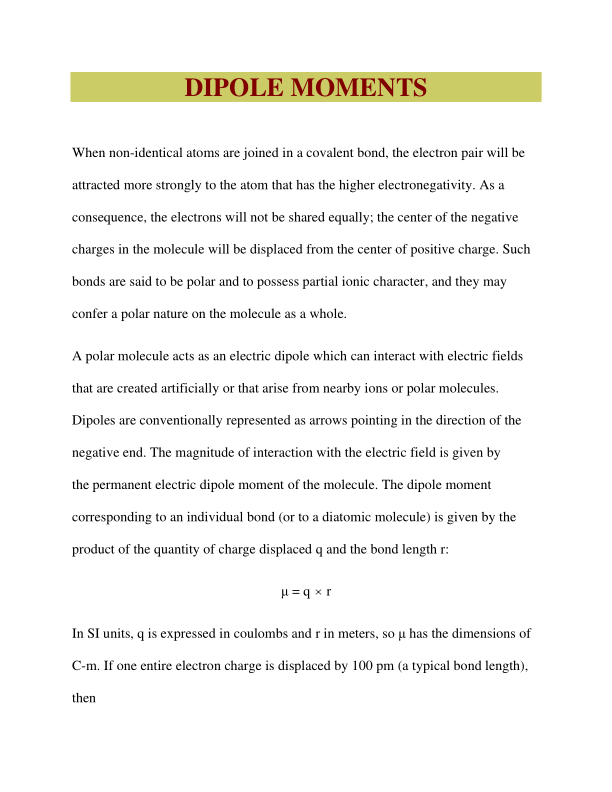 DIPOLE MOMENTS
When non-identical atoms are joined in a covalent bond, the electron pair will be
attracted more strongly to the atom that has the higher electronegativity. As a
consequence, the electrons will not be shared equally; the center of the negative
charges in the molecule will be displaced from the center of positive charge. Such
bonds are said to be polar and to possess partial ionic character, and they may
confer a polar nature on the molecule as a whole.
A polar molecule acts as an electric dipole which can interact with electric fields
that are created artificially or that arise from nearby ions or polar molecules.
Dipoles are conventionally represented as arrows pointing in the direction of the
negative end. The magnitude of interaction with the electric field is given by
the permanent electric dipole moment of the molecule. The dipole moment
corresponding to an individual bond (or to a diatomic molecule) is given by the
product of the quantity of charge displaced q and the bond length r:
μ = q × r
In SI units, q is expressed in coulombs and r in meters, so μ has the dimensions of
C-m. If one entire electron charge is displaced by 100 pm (a typical bond length),
then